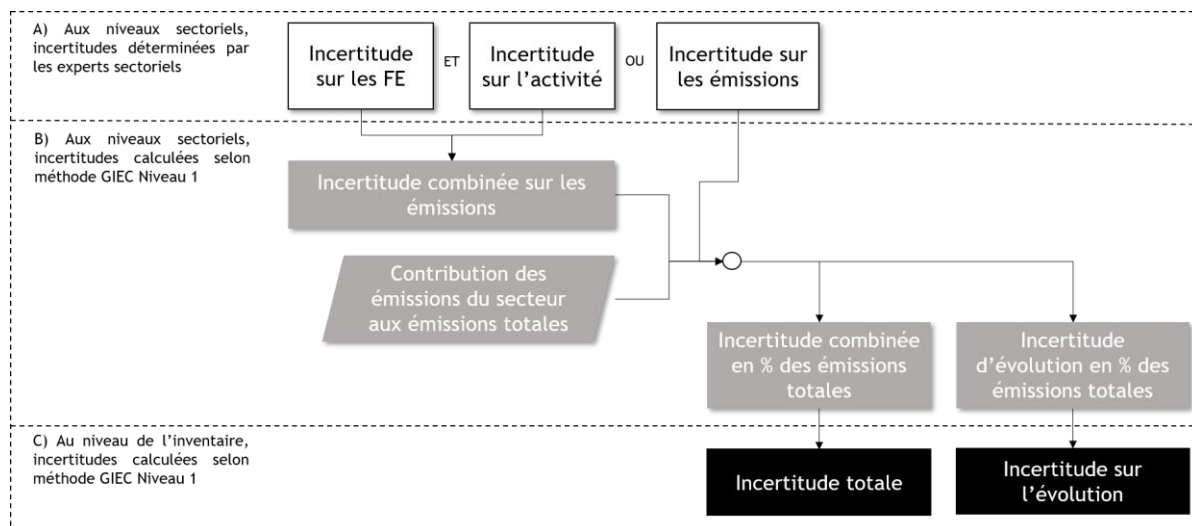 A) Aux niveaux sectoriels,
incertitudes déterminées par
les experts sectoriels
Incertitude
sur les FE
ET
Incertitude
sur l’activité
OU
Incertitude sur
les émissions
B) Aux niveaux sectoriels,
incertitudes calculées selon
méthode GIEC Niveau 1
Incertitude combinée sur les
émissions
Contribution des
émissions du secteur
aux émissions totales
Incertitude combinée
en % des émissions
totales
Incertitude
d’évolution en % des
émissions totales
C) Au niveau de l’inventaire,
incertitudes calculées selon
méthode GIEC Niveau 1
Incertitude totale
Incertitude sur
l’évolution